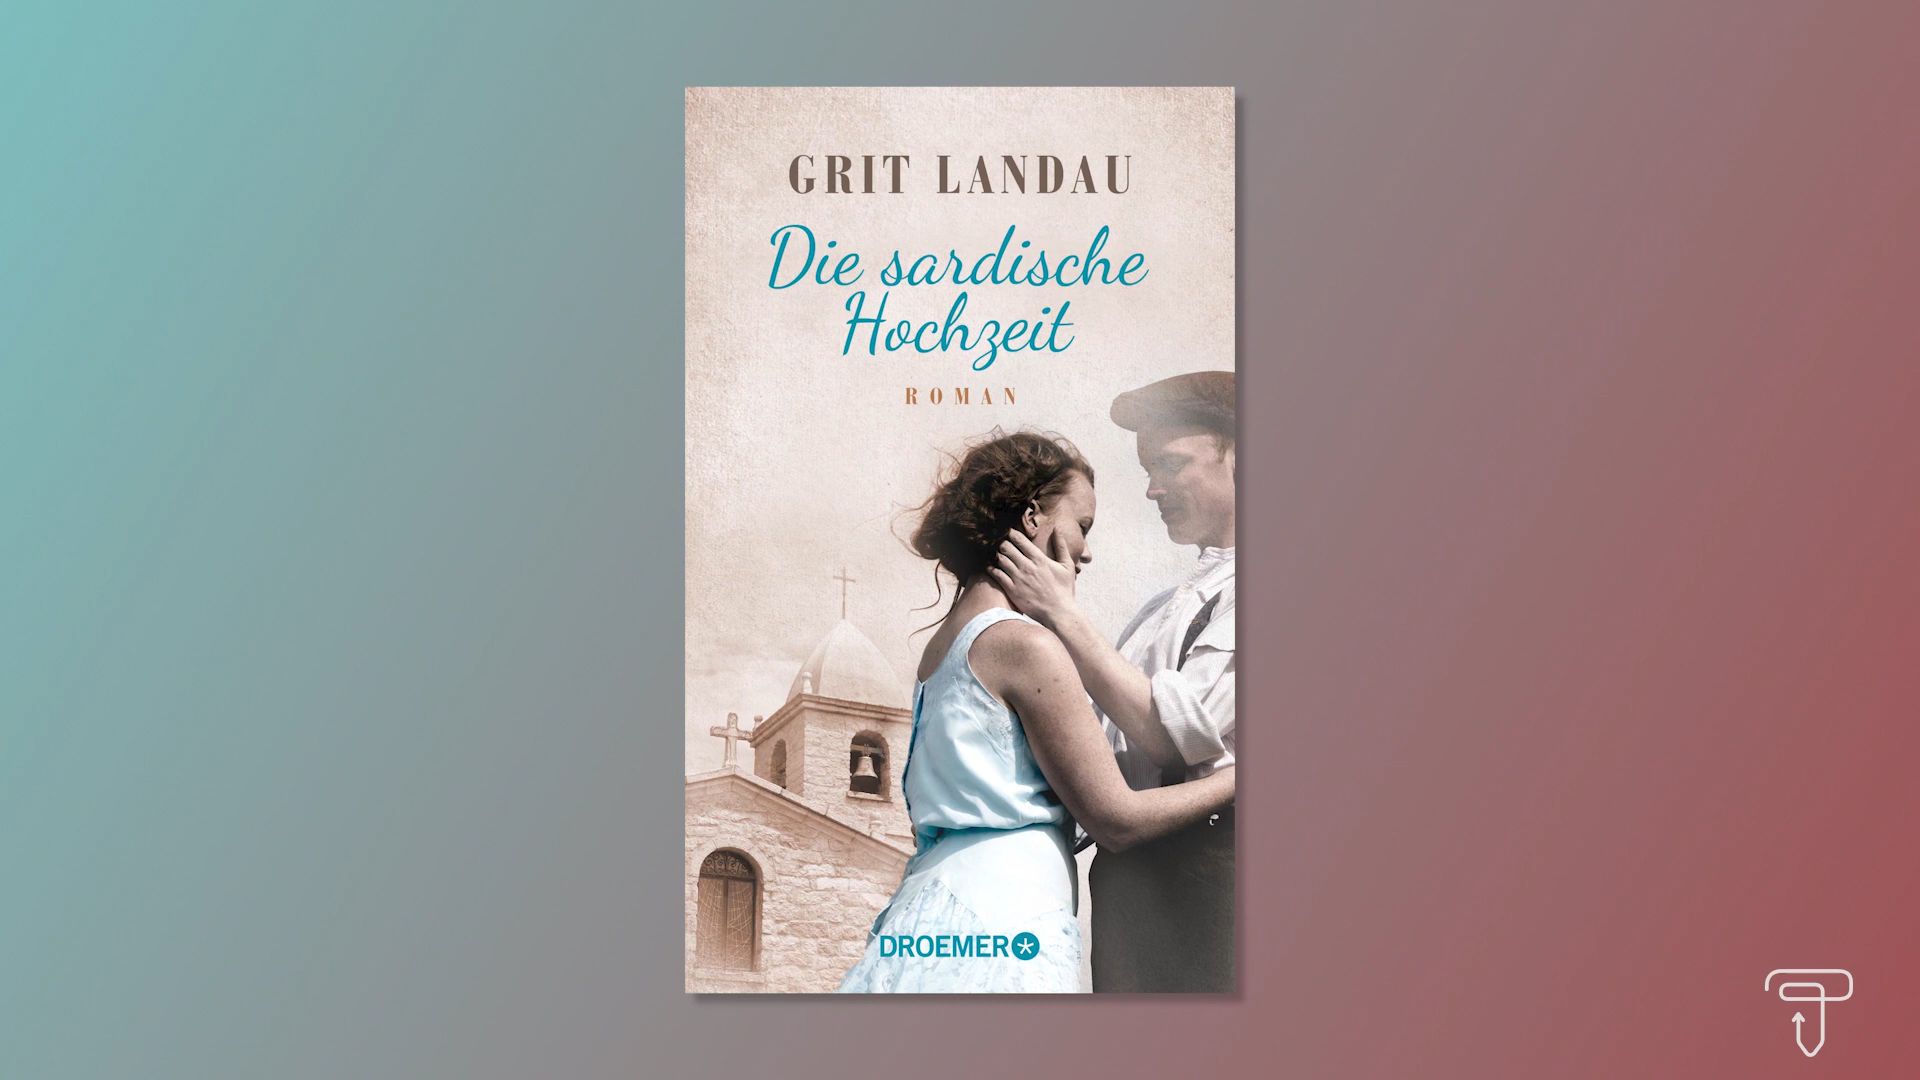 GRIT LANDAU
Die sardische
Hochzeit
ROMAN
DROEMER